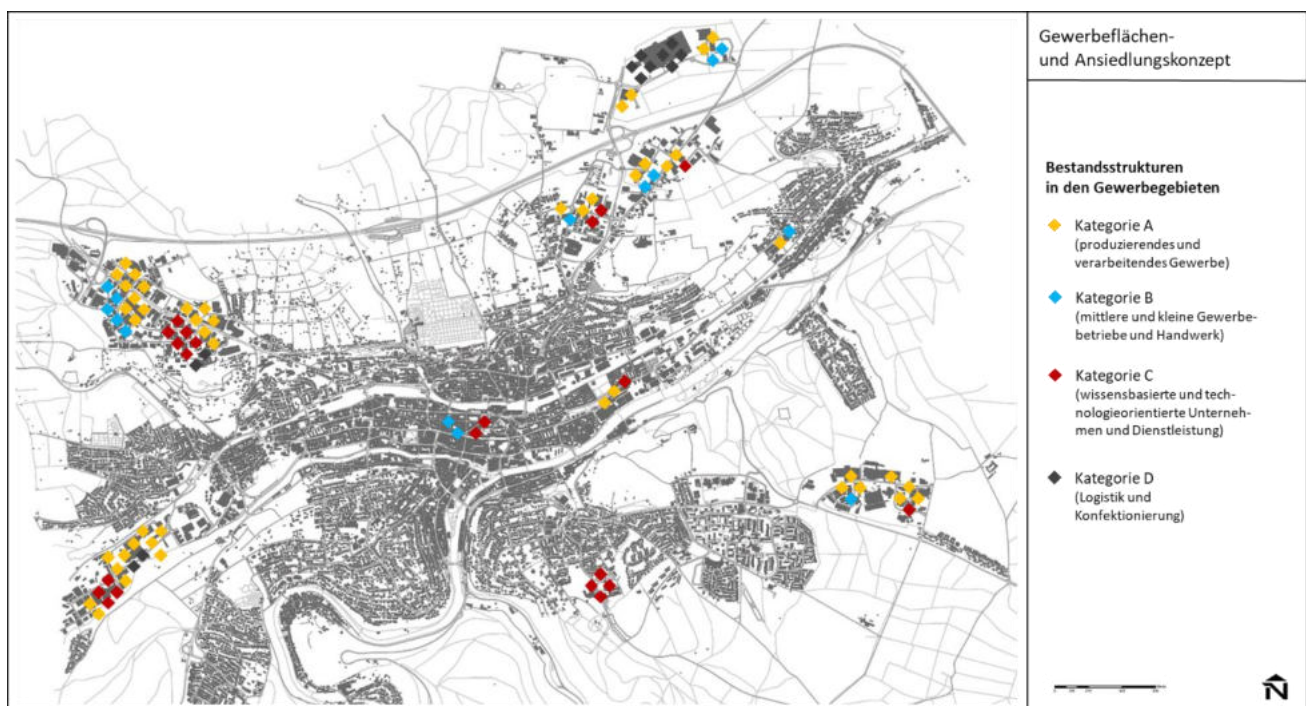 Gewerbeflächen-
und Ansiedlungskonzept
Bestandsstrukturen
in den Gewerbegebieten
Kategorie A
(produzierendes und
verarbeitendes Gewerbe)
Kategorie B
(mittlere und kleine Gewerbe-
betriebe und Handwerk)
Kategorie C
(wissensbasierte und tech-
nologieorientierte Unterneh-
men und Dienstleistung)
Kategorie D
(Logistik und
Konfektionierung)
N